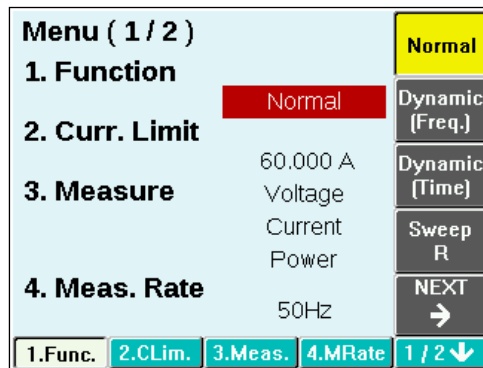 Menu ( 1 / 2 )
1. Function
Normal
2. Curr. Limit
60.000 A
3. Measure
Voltage
Current
Power
4. Meas. Rate
50Hz
Normal
Dynamic
(Freq.)
Dynamic
(Time)
Sweep
R
NEXT
→
1.Func. 2.CLim. 3.Meas. 4.MRate 1 / 2 ↓